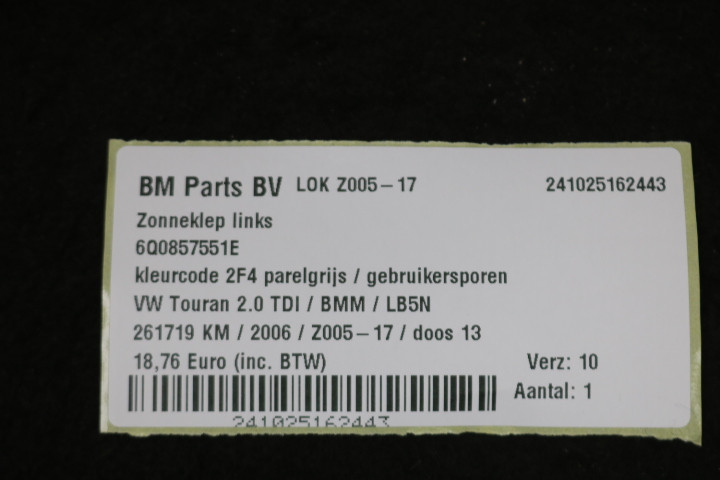 BM Parts BV LOK Z005-17 241025162443
Zonneklep links
6Q0857551E
kleurcode 2F4 parelgrijs / gebruikersporen
VW Touran 2.0 TDI / BMM / LB5N
261719 KM / 2006 / Z005-17 / doos 13
18,76 Euro (inc. BTW) Verz: 10
Aantal: 1
241025162443